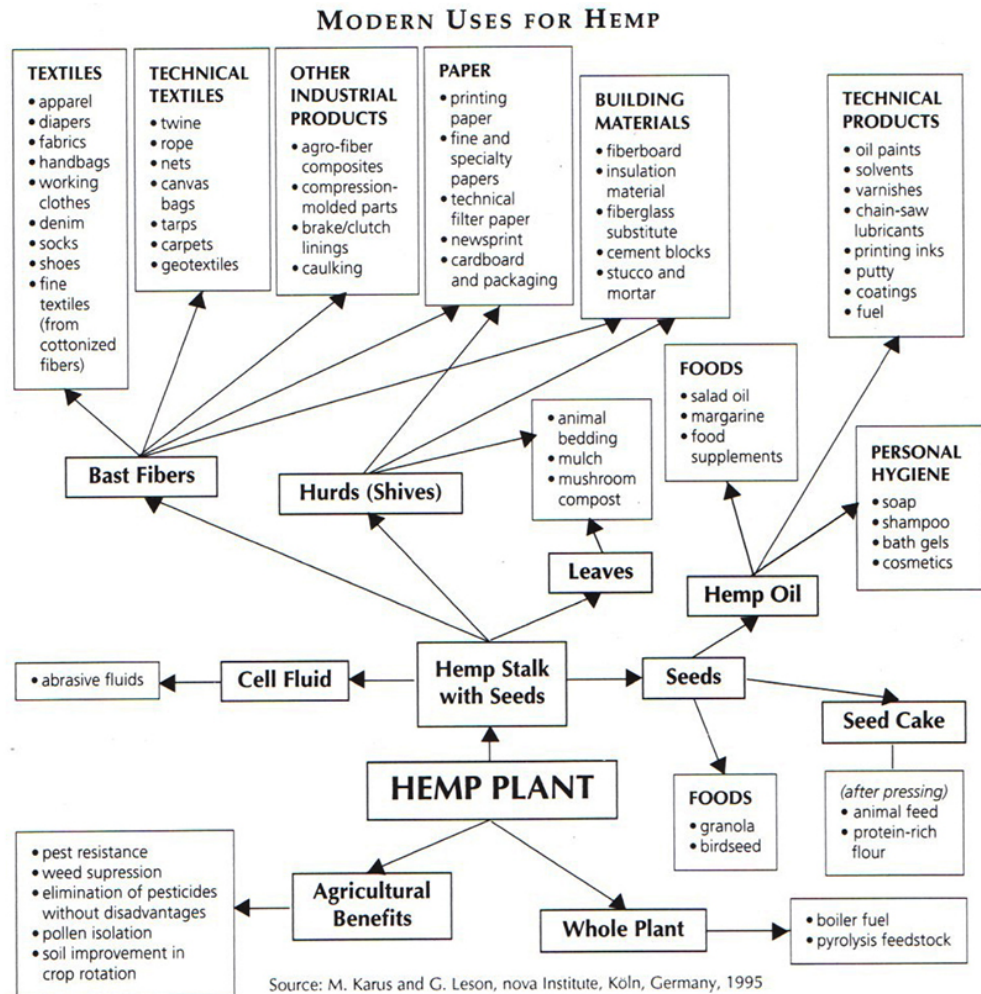 MODERN USES FOR HEMP
TEXTILES
• apparel
• diapers
• fabrics
• handbags
• working
clothes
• denim
• socks
• shoes
• fine
textiles
(from
cottonized
fibers)
TECHNICAL
TEXTILES
• twine
• rope
• nets
• canvas
bags
• tarps
• carpets
• geotextiles
OTHER
INDUSTRIAL
PRODUCTS
• agro-fiber
composites
• compression-
molded parts
• brake/clutch
linings
• caulking
PAPER
• printing
paper
• fine and
specialty
papers
• technical
filter paper
• newsprint
• cardboard
and packaging
BUILDING
MATERIALS
• fiberboard
• insulation
material
• fiberglass
substitute
• cement blocks
• stucco and
mortar
TECHNICAL
PRODUCTS
• oil paints
• solvents
• varnishes
• chain-saw
lubricants
• printing inks
• putty
• coatings
• fuel
FOODS
• salad oil
• margarine
• food
supplements
• animal
bedding
• mulch
• mushroom
compost
PERSONAL
HYGIENE
• soap
• shampoo
• bath gels
• cosmetics
Bast Fibers
Hurds (Shives)
Leaves
Hemp Oil
• abrasive fluids
Cell Fluid
Hemp Stalk
with Seeds
Seeds
Seed Cake
HEMP PLANT
FOODS
• granola
• birdseed
(after pressing)
• animal feed
• protein-rich
flour
• pest resistance
• weed supression
• elimination of pesticides
without disadvantages
• pollen isolation
• soil improvement in
crop rotation
Agricultural
Benefits
Whole Plant
• boiler fuel
• pyrolysis feedstock
Source: M. Karus and G. Leson, nova Institute, Köln, Germany, 1995